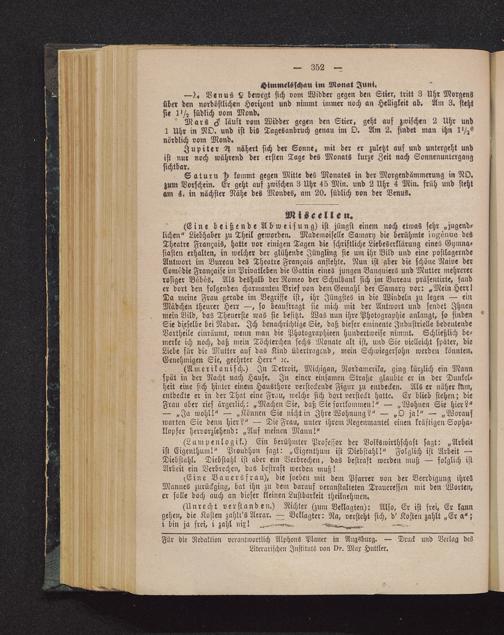 — 352 —
Himmelsschau im Monat Juni.
—λ. Venus ♀ bewegt sich vom Widder gegen den Stier, tritt 3 Uhr Morgens
über den nordöstlichen Horizont und nimmt immer noch an Helligkeit ab. Am 3. steht
sie 1½ südlich vom Mond.
Mars ♂ läuft vom Widder gegen den Stier, geht auf zwischen 2 Uhr und
1 Uhr in NO. und ist bis Tagesanbruch genau im O. Am 2. findet man ihn 1½°
nördlich vom Mond.
Jupiter ♃ nähert sich der Sonne, mit der er zuletzt auf und untergeht und
ist nur noch während der ersten Tage des Monats kurze Zeit nach Sonnenuntergang
sichtbar.
Saturn ♄ kommt gegen Mitte des Monats in der Morgendämmerung in NO.
zum Vorschein. Er geht auf zwischen 3 Uhr 45 Min. und 2 Uhr 4 Min. früh und steht
am 4. in nächster Nähe des Mondes, am 20. südlich von der Venus.
Miscellen.
(Eine beißende Abweisung) ist jüngst einem noch etwas sehr „jugend-
lichen" Liebhaber zu Theil geworden. Mademoiselle Samary die berühmte ingénue des
Theatre Français, hatte vor einigen Tagen die schriftliche Liebeserklärung eines Gymna-
siasten erhalten, in welcher der glühende Jüngling sie um ihr Bild und eine postlagernde
Antwort im Bureau des Theatre Français anflehte. Nun ist aber die schöne Naive der
Comédie Française im Privatleben die Gattin eines jungen Banquiers und Mutter mehrerer
rosiger Bébés. Als deshalb der Romeo der Schulbank sich im Bureau präsentirte, fand
er dort den folgenden charmanten Brief von dem Gemahl der Samary vor: „Mein Herr!
Da meine Frau gerade im Begriffe ist, ihr Jüngstes in die Windeln zu legen — ein
Mädchen theurer Herr —, so beauftragt sie mich mit der Antwort und sendet Ihnen
mein Bild, das Theuerste was sie besitzt. Was nun ihre Photographie anlangt, so finden
Sie dieselbe bei Nadar. Ich benachrichtige Sie, daß dieser eminente Industrielle bedeutende
Vortheile einräumt, wenn man die Photographieen hundertweise nimmt. Schließlich be-
merke ich noch, daß mein Töchterchen sechs Monate alt ist, und Sie vielleicht später, die
Liebe für die Mutter auf das Kind übertragend, mein Schwiegersohn werden könnten.
Genehmigen Sie, geehrter Herr" ꝛc.
(Amerikanisch.) In Detroit, Michigan, Nordamerika, ging kürzlich ein Mann
spät in der Nacht nach Hause. In einer einsamen Straße glaubte er in der Dunkel-
heit eine sich hinter einem Hausthore versteckende Figur zu entdecken. Als er näher kam,
entdeckte er in der That eine Frau, welche sich dort versteckt hatte. Er blieb stehen; die
Frau aber rief ärgerlich: „Machen Sie, daß Sie fortkommen!" — „Wohnen Sie hier?"
— „Ja wohl!" — „Können Sie nicht in Ihre Wohnung?" — „O ja!" — „Worauf
warten Sie denn hier?" — Die Frau, unter ihrem Regenmantel einen kräftigen Sopha-
klopfer hervorziehend: „Auf meinen Mann!"
(Lumpenlogik.) Ein berühmter Professor der Volkswirthschaft sagt: „Arbeit
ist Eigenthum!" Proudhon sagt: „Eigenthum ist Diebstahl!" Folglich ist Arbeit —
Diebstahl. Diebstahl ist aber ein Verbrechen, das bestraft werden muß — folglich ist
Arbeit ein Verbrechen, das bestraft werden muß!
(Eine Bauersfrau), die soeben mit dem Pfarrer von der Beerdigung ihres
Mannes zurückging, bat ihn zu dem darauf veranstalteten Traueressen mit den Worten,
er solle doch auch an dieser kleinen Lustbarkeit theilnehmen.
(Unrecht verstanden.) Richter (zum Beklagten): Also, Er ist frei, Er kann
gehen, die Kosten zahlt's Aerar. — Beklagter: Na, versteht sich, d' Kosten zahlt „Er a";
i bin ja frei, i zahl nix!
Für die Redaktion verantwortlich Alphons Planer in Augsburg. — Druck und Verlag des
Literarischen Instituts von Dr. Max Huttler.